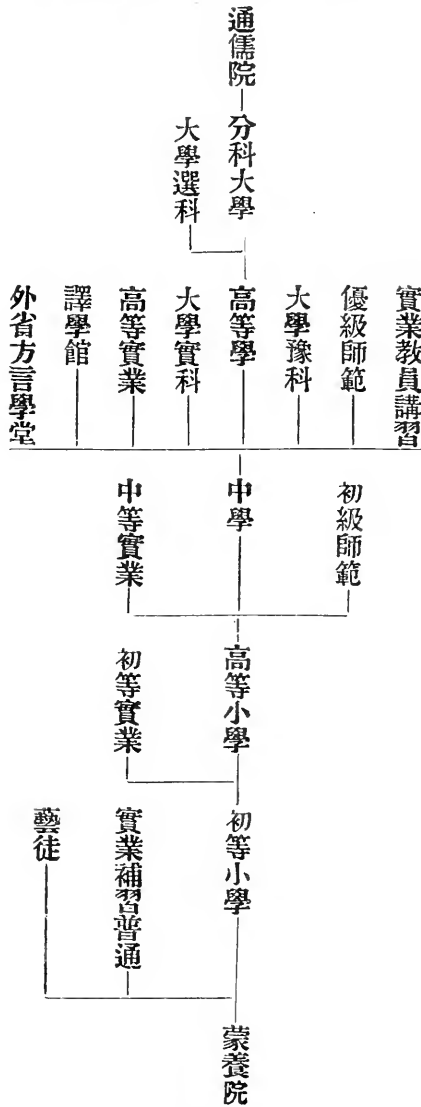 通儒院
分科大學
大學選科
實業教員講習
優級師範
大學豫科
高等學
大學實科
高等實業
譯學館
外省方言學堂
初級師範
中學
中等實業
高等小學
初等實業
初等小學
實業補習普通
藝徒
蒙養院